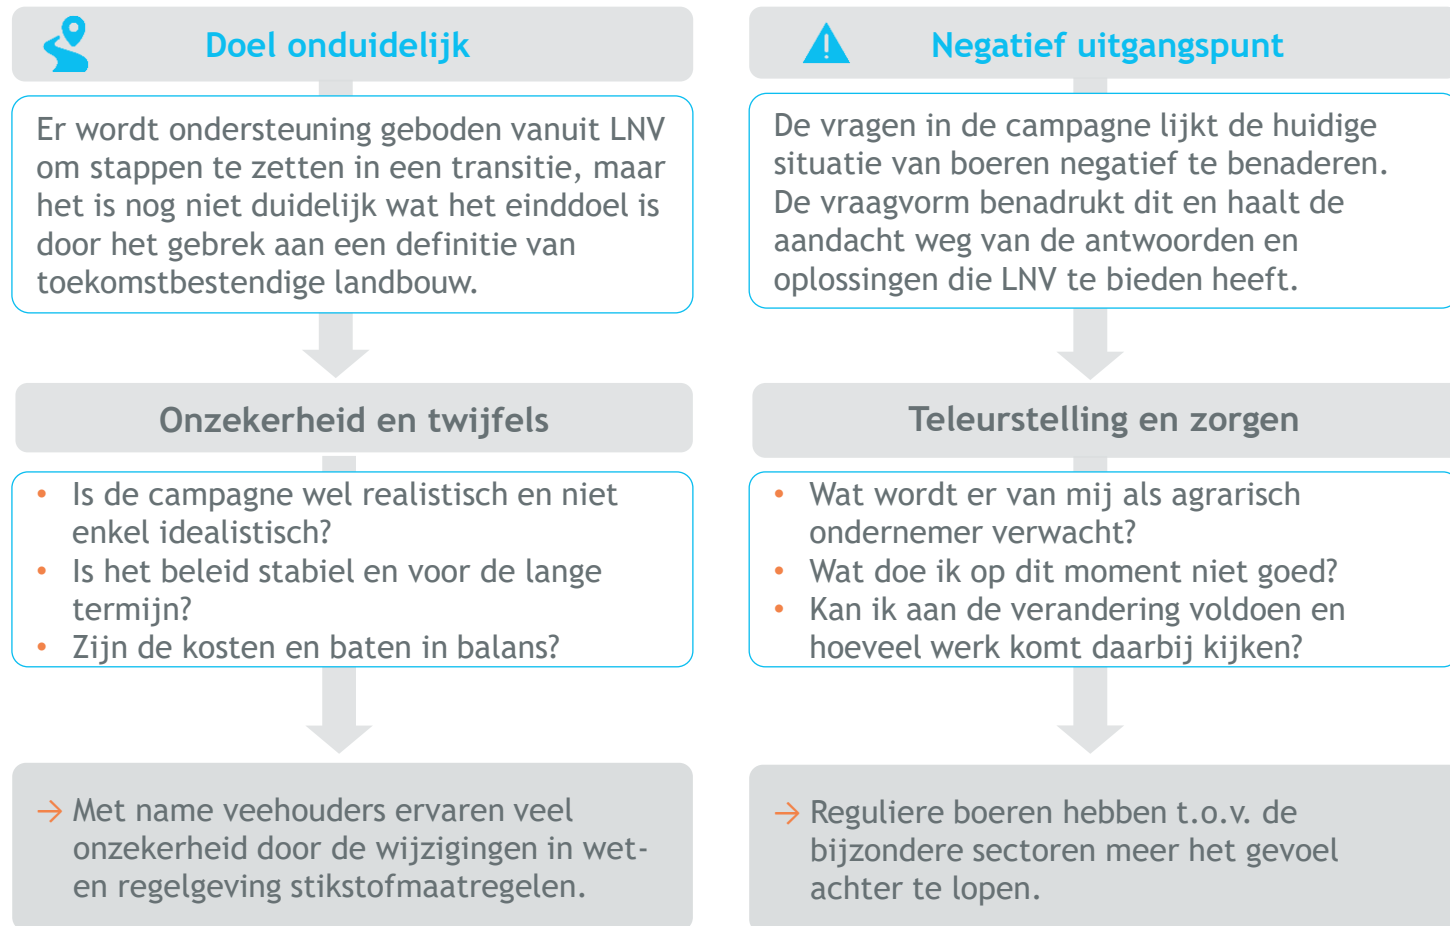 Doel onduidelijk
Er wordt ondersteuning geboden vanuit LNV
om stappen te zetten in een transitie, maar
het is nog niet duidelijk wat het einddoel is
door het gebrek aan een definitie van
toekomstbestendige landbouw.
Onzekerheid en twijfels
• Is de campagne wel realistisch en niet
enkel idealistisch?
• Is het beleid stabiel en voor de lange
termijn?
• Zijn de kosten en baten in balans?
→ Met name veehouders ervaren veel
onzekerheid door de wijzigingen in wet-
en regelgeving stikstofmaatregelen.
Negatief uitgangspunt
De vragen in de campagne lijkt de huidige
situatie van boeren negatief te benaderen.
De vraagvorm benadrukt dit en haalt de
aandacht weg van de antwoorden en
oplossingen die LNV te bieden heeft.
Teleurstelling en zorgen
• Wat wordt er van mij als agrarisch
ondernemer verwacht?
• Wat doe ik op dit moment niet goed?
• Kan ik aan de verandering voldoen en
hoeveel werk komt daarbij kijken?
→ Reguliere boeren hebben t.o.v. de
bijzondere sectoren meer het gevoel
achter te lopen.